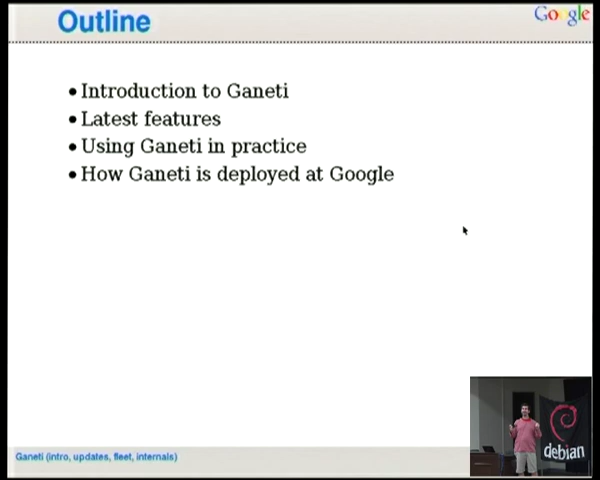 Outline
Google
• Introduction to Ganeti
• Latest features
• Using Ganeti in practice
• How Ganeti is deployed at Google
debian
Ganeti (intro, updates, fleet, internals)